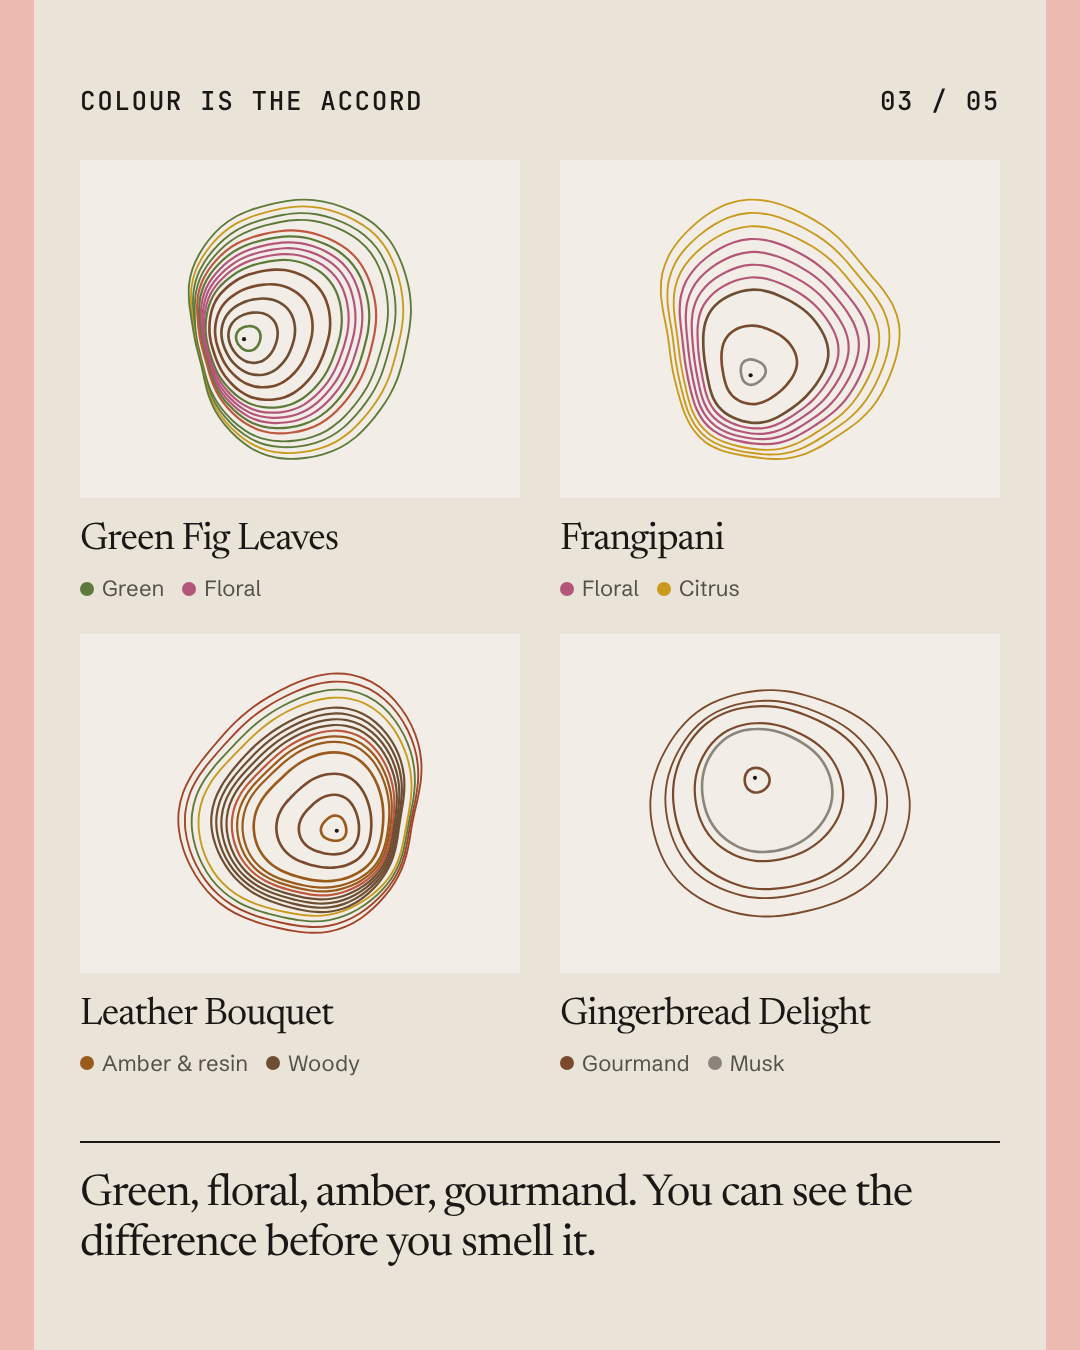 COLOUR IS THE ACCORD
03 / 05
Green Fig Leaves
Green
Floral
Frangipani
Floral
Citrus
Leather Bouquet
Amber & resin
Woody
Gingerbread Delight
Gourmand
Musk
Green, floral, amber, gourmand. You can see the
difference before you smell it.